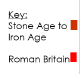 Key:
Stone Age to
Iron Age
Roman Britain